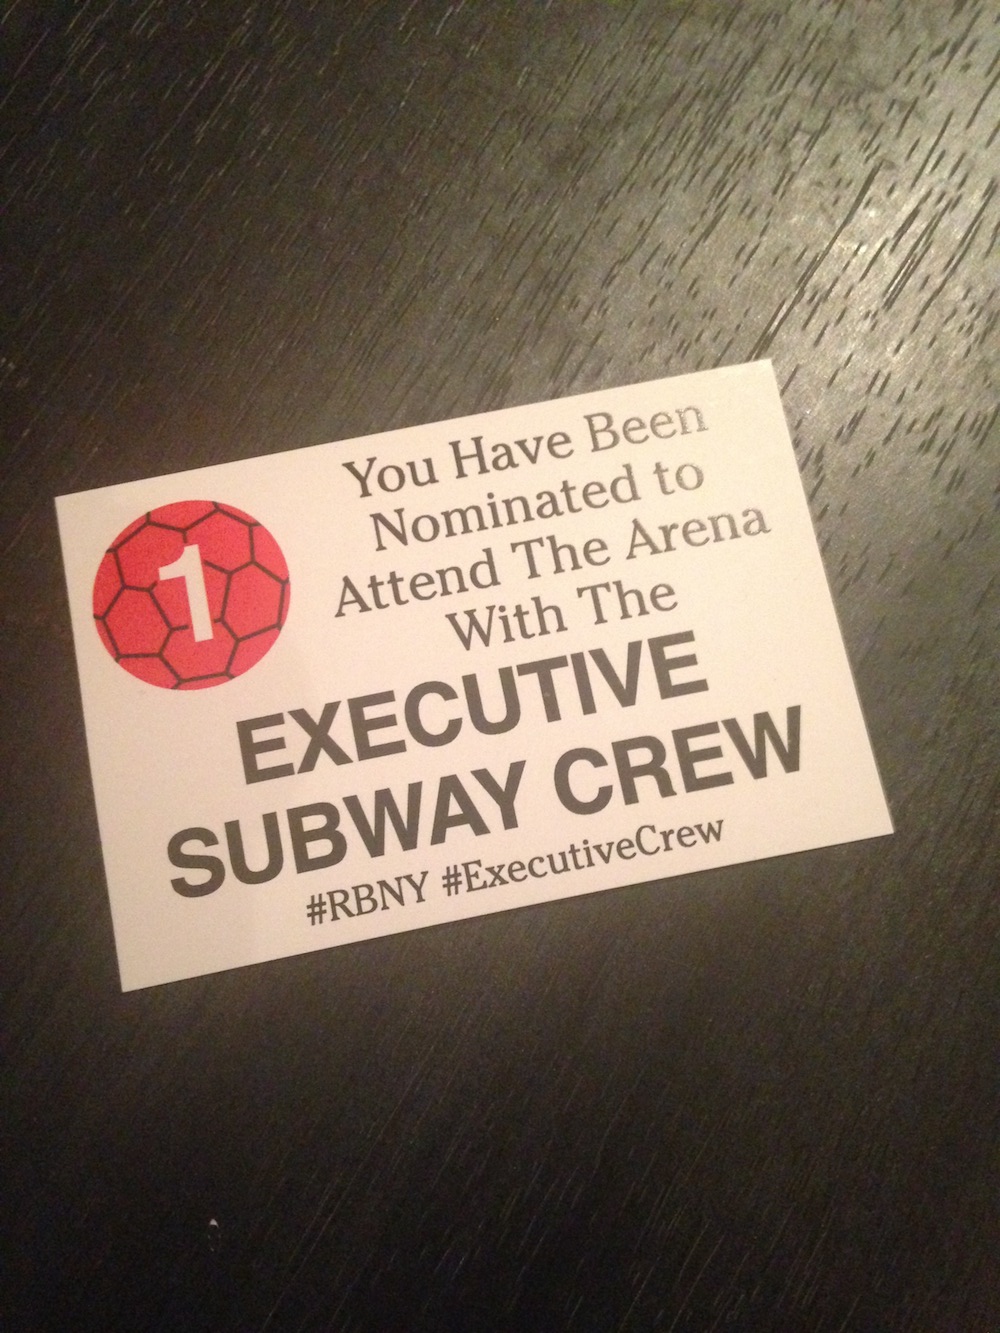 1
You Have Been
Nominated to
Attend The Arena
With The
EXECUTIVE
SUBWAY CREW
#RBNY #ExecutiveCrew